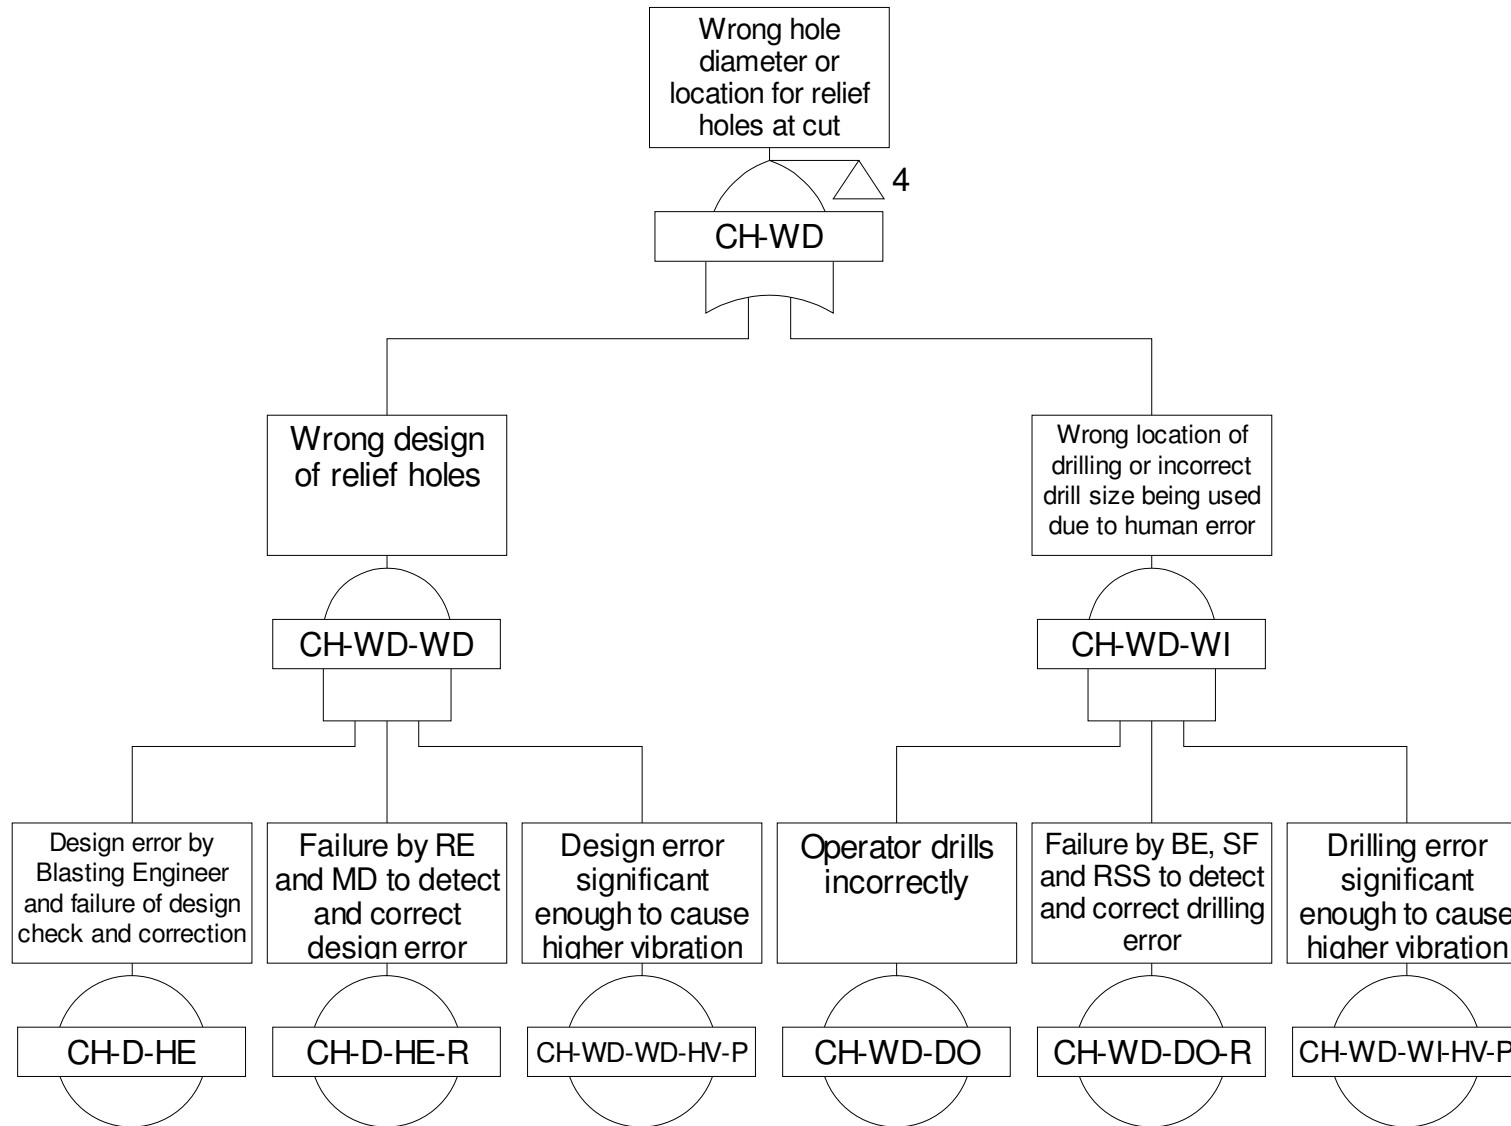 Wrong hole
diameter or
location for relief
holes at cut
4
CH-WD
Wrong design
of relief holes
Wrong location of
drilling or incorrect
drill size being used
due to human error
CH-WD-WD
CH-WD-WI
Design error by
Blasting Engineer
and failure of design
check and correction
Failure by RE
and MD to detect
and correct
design error
Design error
significant
enough to cause
higher vibration
Operator drills
incorrectly
Failure by BE, SF
and RSS to detect
and correct drilling
error
Drilling error
significant
enough to cause
higher vibration
CH-D-HE
CH-D-HE-R
CH-WD-WD-HV-P
CH-WD-DO
CH-WD-DO-R
CH-WD-WI-HV-P